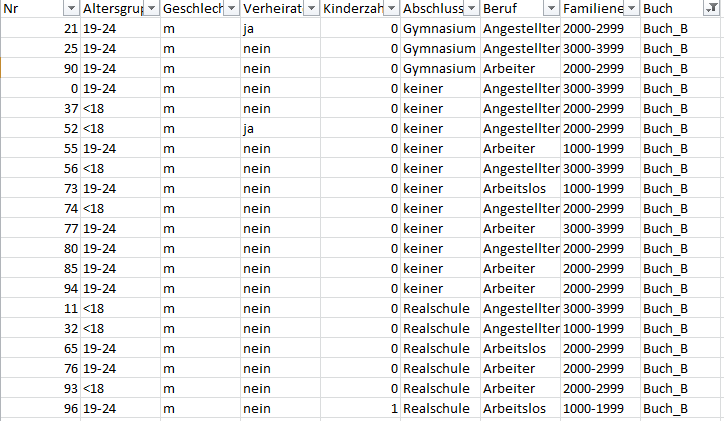 Nr Altersgrup Geschlech Verheirat Kinderzah Abschluss Beruf Familiene Buch
21 19-24 m ja 0 Gymnasium Angestellter 2000-2999 Buch_B
25 19-24 m nein 0 Gymnasium Angestellter 3000-3999 Buch_B
90 19-24 m nein 0 Gymnasium Arbeiter 2000-2999 Buch_B
0 19-24 m nein 0 keiner Angestellter 3000-3999 Buch_B
37 <18 m nein 0 keiner Angestellter 2000-2999 Buch_B
52 <18 m ja 0 keiner Angestellter 2000-2999 Buch_B
55 19-24 m nein 0 keiner Arbeiter 1000-1999 Buch_B
56 <18 m nein 0 keiner Angestellter 3000-3999 Buch_B
73 19-24 m nein 0 keiner Arbeitslos 1000-1999 Buch_B
74 <18 m nein 0 keiner Angestellter 2000-2999 Buch_B
77 19-24 m nein 0 keiner Arbeiter 3000-3999 Buch_B
80 19-24 m nein 0 keiner Angestellter 2000-2999 Buch_B
85 19-24 m nein 0 keiner Arbeiter 2000-2999 Buch_B
94 19-24 m nein 0 keiner Arbeiter 2000-2999 Buch_B
11 <18 m nein 0 Realschule Angestellter 3000-3999 Buch_B
32 <18 m nein 0 Realschule Angestellter 1000-1999 Buch_B
65 19-24 m nein 0 Realschule Arbeitslos 2000-2999 Buch_B
76 19-24 m nein 0 Realschule Arbeiter 2000-2999 Buch_B
93 <18 m nein 0 Realschule Arbeiter 2000-2999 Buch_B
96 19-24 m nein 1 Realschule Arbeitslos 1000-1999 Buch_B